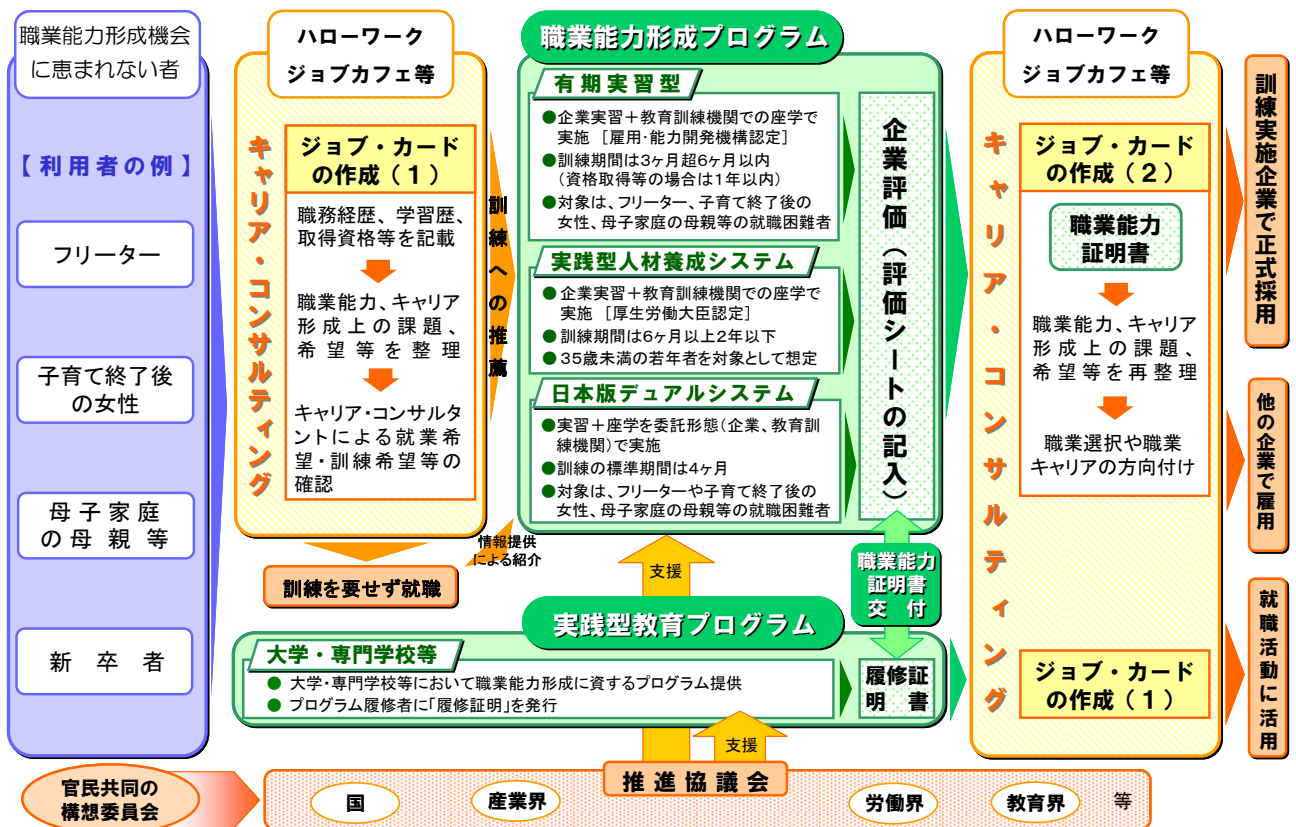 職業能力形成機会
に恵まれない者
【利用者の例】
フリーター
子育て終了後
の女性
母子家庭
の母親等
新卒者
ハローワーク
ジョブカフェ等
キャリア・コンサルティング
ジョブ・カード
の作成(1)
職務経歴、学習歴、
取得資格等を記載
職業能力、キャリア
形成上の課題、
希望等を整理
キャリア・コンサルタ
ントによる就業希
望・訓練希望等の
確認
訓練への推薦
訓練を要せず就職
情報提供
による紹介
職業能力形成プログラム
有期実習型
●企業実習+教育訓練機関での座学で
実施 [雇用・能力開発機構認定]
●訓練期間は3ヶ月超6ヶ月以内
(資格取得等の場合は1年以内)
●対象は、フリーター、子育て終了後の
女性、母子家庭の母親等の就職困難者
実践型人材養成システム
●企業実習+教育訓練機関での座学で
実施 [厚生労働大臣認定]
●訓練期間は6ヶ月以上2年以下
●35歳未満の若年者を対象として想定
日本版デュアルシステム
●実習+座学を委託形態(企業、教育訓
練機関)で実施
●訓練の標準期間は4ヶ月
●対象は、フリーターや子育て終了後の
女性、母子家庭の母親等の就職困難者
企業評価(評価シートの記入)
支援
職業能力
証明書
交付
実践型教育プログラム
大学・専門学校等
● 大学・専門学校等において職業能力形成に資するプログラム提供
● プログラム履修者に「履修証明」を発行
履修証
明書
支援
ハローワーク
ジョブカフェ等
キャリア・コンサルティング
ジョブ・カード
の作成(2)
職業能力
証明書
職業能力、キャリア
形成上の課題、
希望等を再整理
職業選択や職業
キャリアの方向付け
ジョブ・カード
の作成(1)
訓練実施企業で正式採用
他の企業で雇用
就職活動に活用
官民共同の
構想委員会
推進協議会
国
産業界
労働界
教育界
等